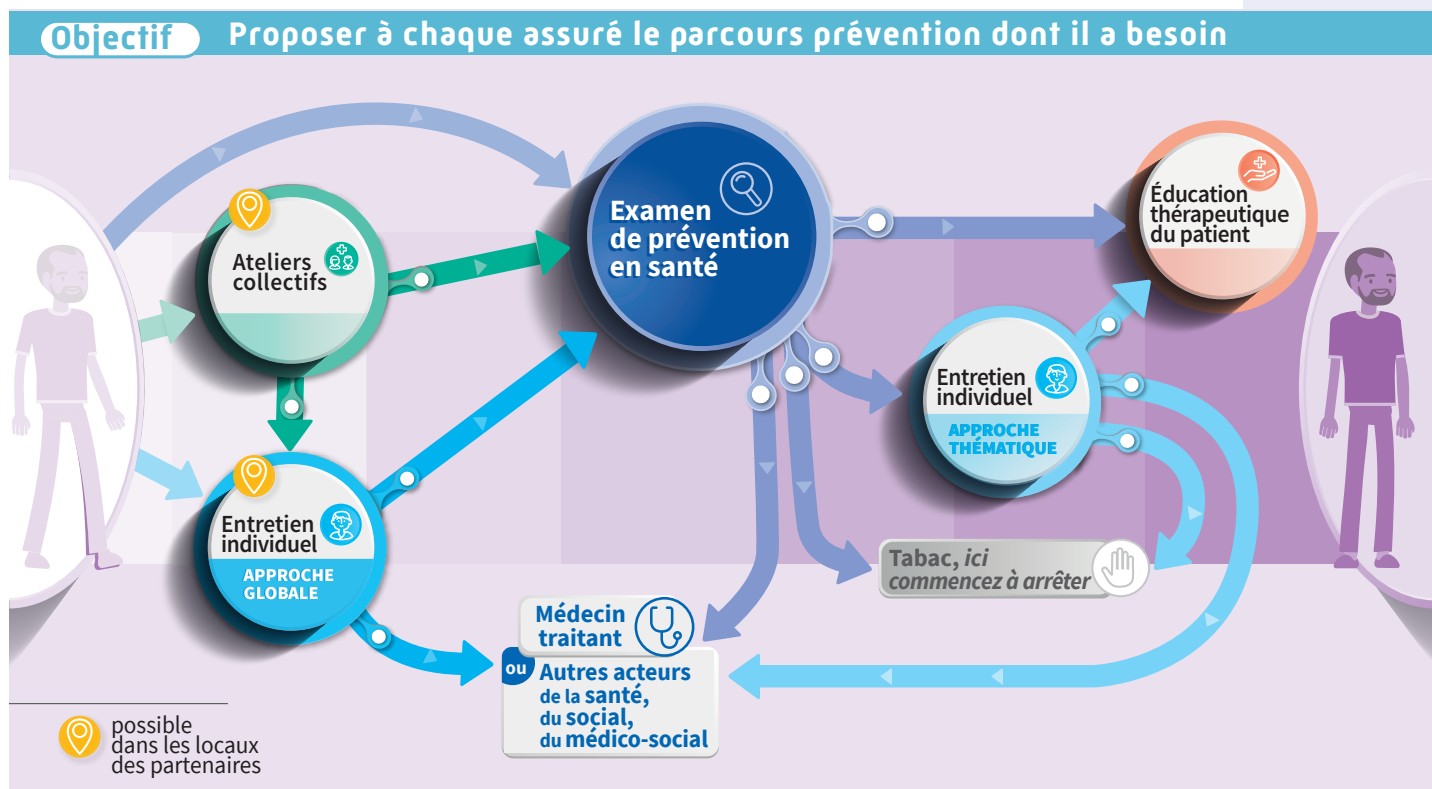 Objectif Proposer à chaque assuré le parcours prévention dont il a besoin
Ateliers
collectifs
Examen
de prévention
en santé
Éducation
thérapeutique
du patient
Entretien
individuel
APPROCHE
THÉMATIQUE
Entretien
individuel
APPROCHE
GLOBALE
Tabac, ici
commencez à arrêter
Médecin
traitant
ou Autres acteurs
de la santé,
du social,
du médico-social
possible
dans les locaux
des partenaires